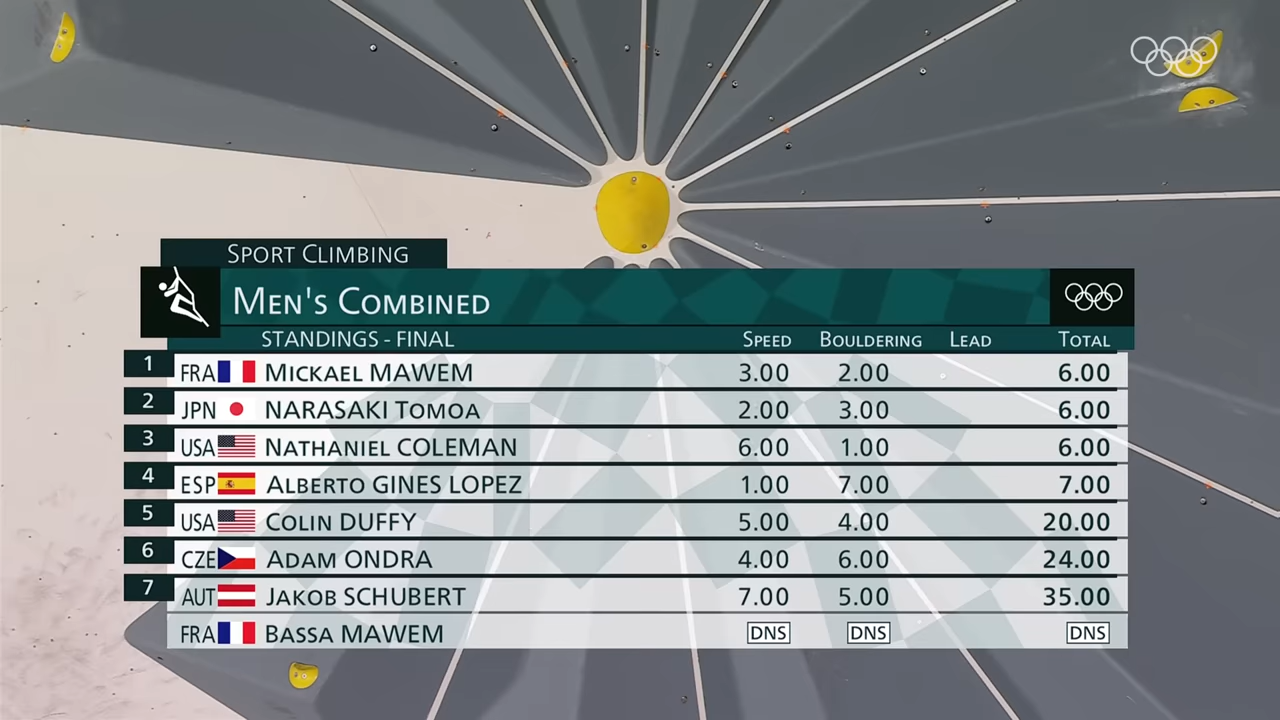 SPORT CLIMBING
MEN'S COMBINED
STANDINGS - FINAL SPEED BOULDERING LEAD TOTAL
1 FRA MICKAEL MAWEM 3.00 2.00 6.00
2 JPN NARASAKI TOMOA 2.00 3.00 6.00
3 USA NATHANIEL COLEMAN 6.00 1.00 6.00
4 ESP ALBERTO GINES LOPEZ 1.00 7.00 7.00
5 USA COLIN DUFFY 5.00 4.00 20.00
6 CZE ADAM ONDRA 4.00 6.00 24.00
7 AUT JAKOB SCHUBERT 7.00 5.00 35.00
FRA BASSA MAWEM DNS DNS DNS